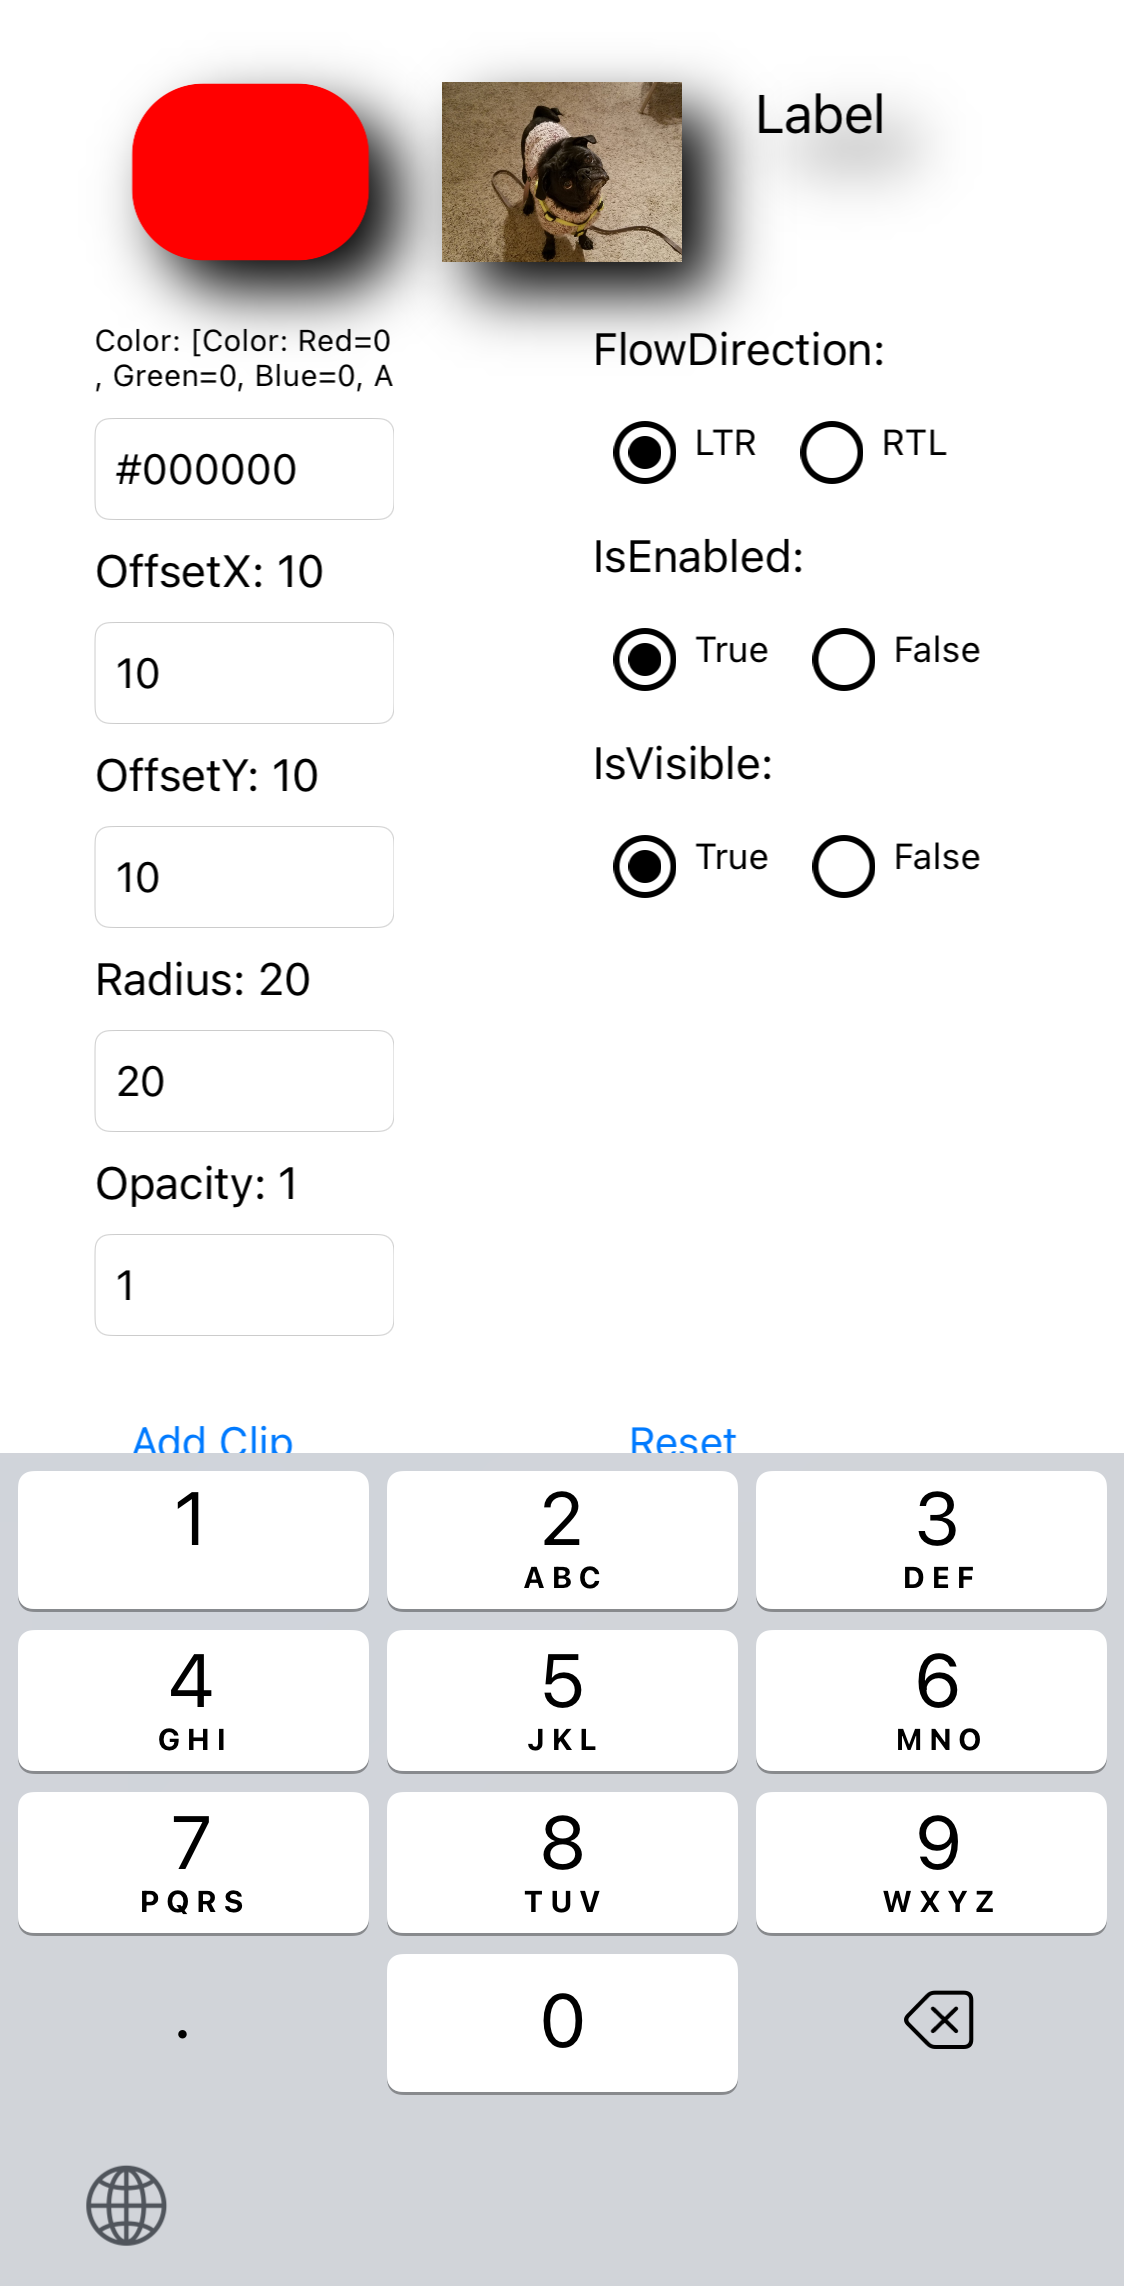 Label
Color: [Color: Red=0
, Green=0, Blue=0, A
#000000
OffsetX: 10
10
OffsetY: 10
10
Radius: 20
20
Opacity: 1
1
FlowDirection:
LTR RTL
IsEnabled:
True False
IsVisible:
True False
Add Clip Reset
1 2 3
ABC DEF
4 5 6
GHI JKL MNO
7 8 9
PQRS TUV WXYZ
. 0